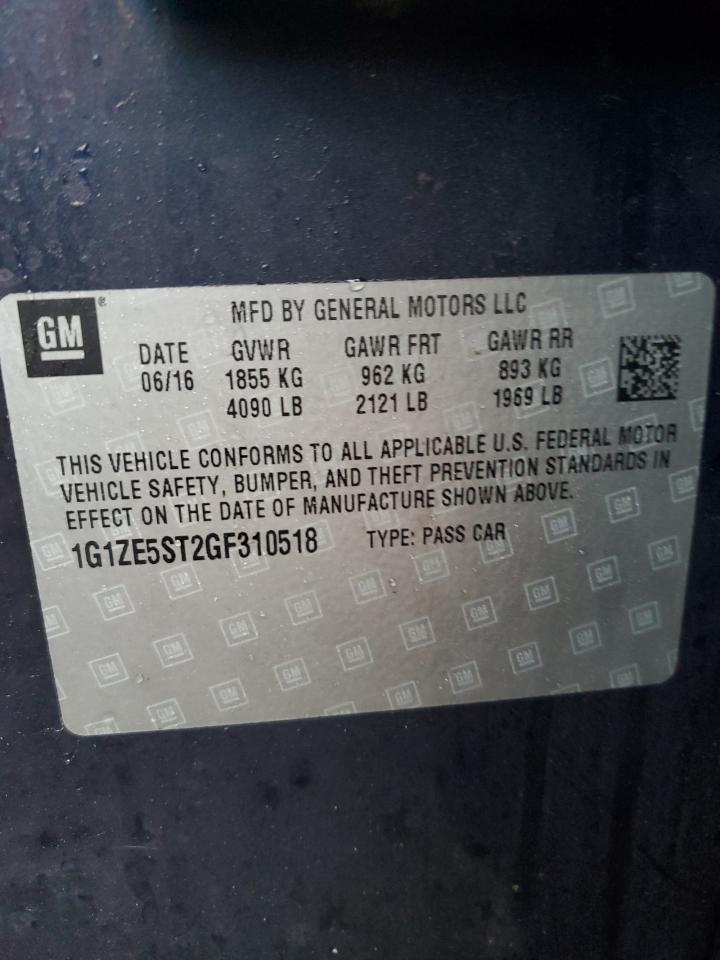 GM®
MFD BY GENERAL MOTORS LLC
DATE GVWR GAWR FRT GAWR RR
06/16 1855 KG 962 KG 893 KG
4090 LB 2121 LB 1969 LB
THIS VEHICLE CONFORMS TO ALL APPLICABLE U.S. FEDERAL MOTOR
VEHICLE SAFETY, BUMPER, AND THEFT PREVENTION STANDARDS IN
EFFECT ON THE DATE OF MANUFACTURE SHOWN ABOVE.
1G1ZE5ST2GF310518 TYPE: PASS CAR